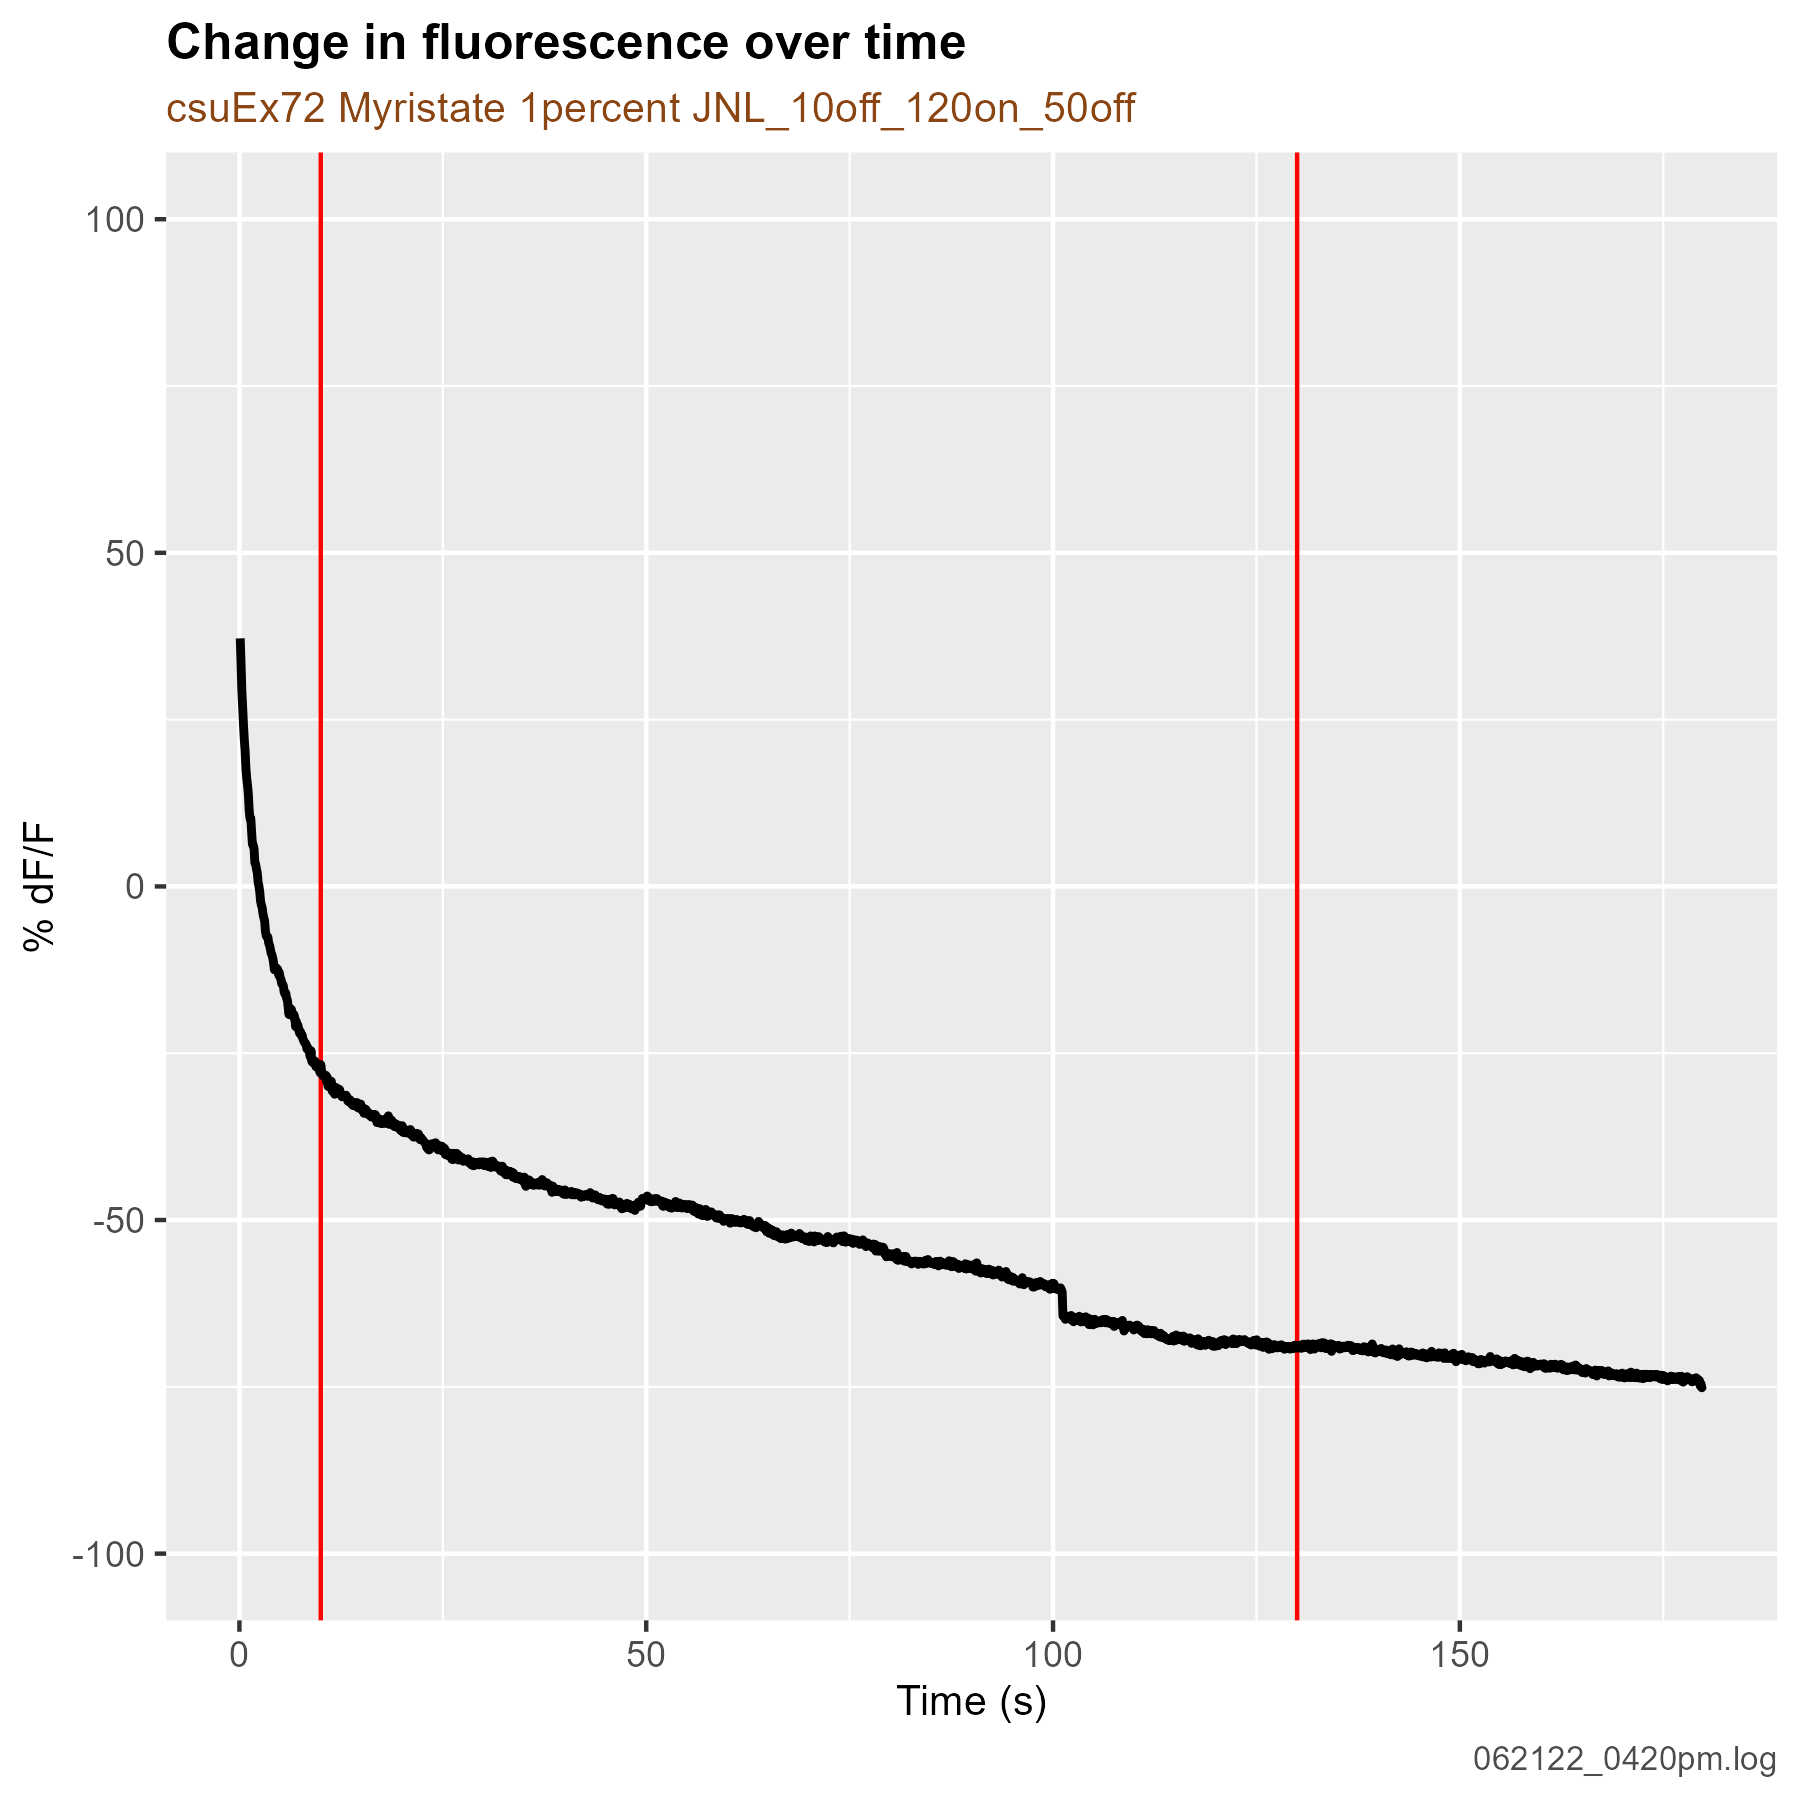 Change in fluorescence over time
csuEx72 Myristate 1percent JNL_10off_120on_50off
100
50
0
-50
-100
% dF/F
0 50 100 150
Time (s)
062122_0420pm.log